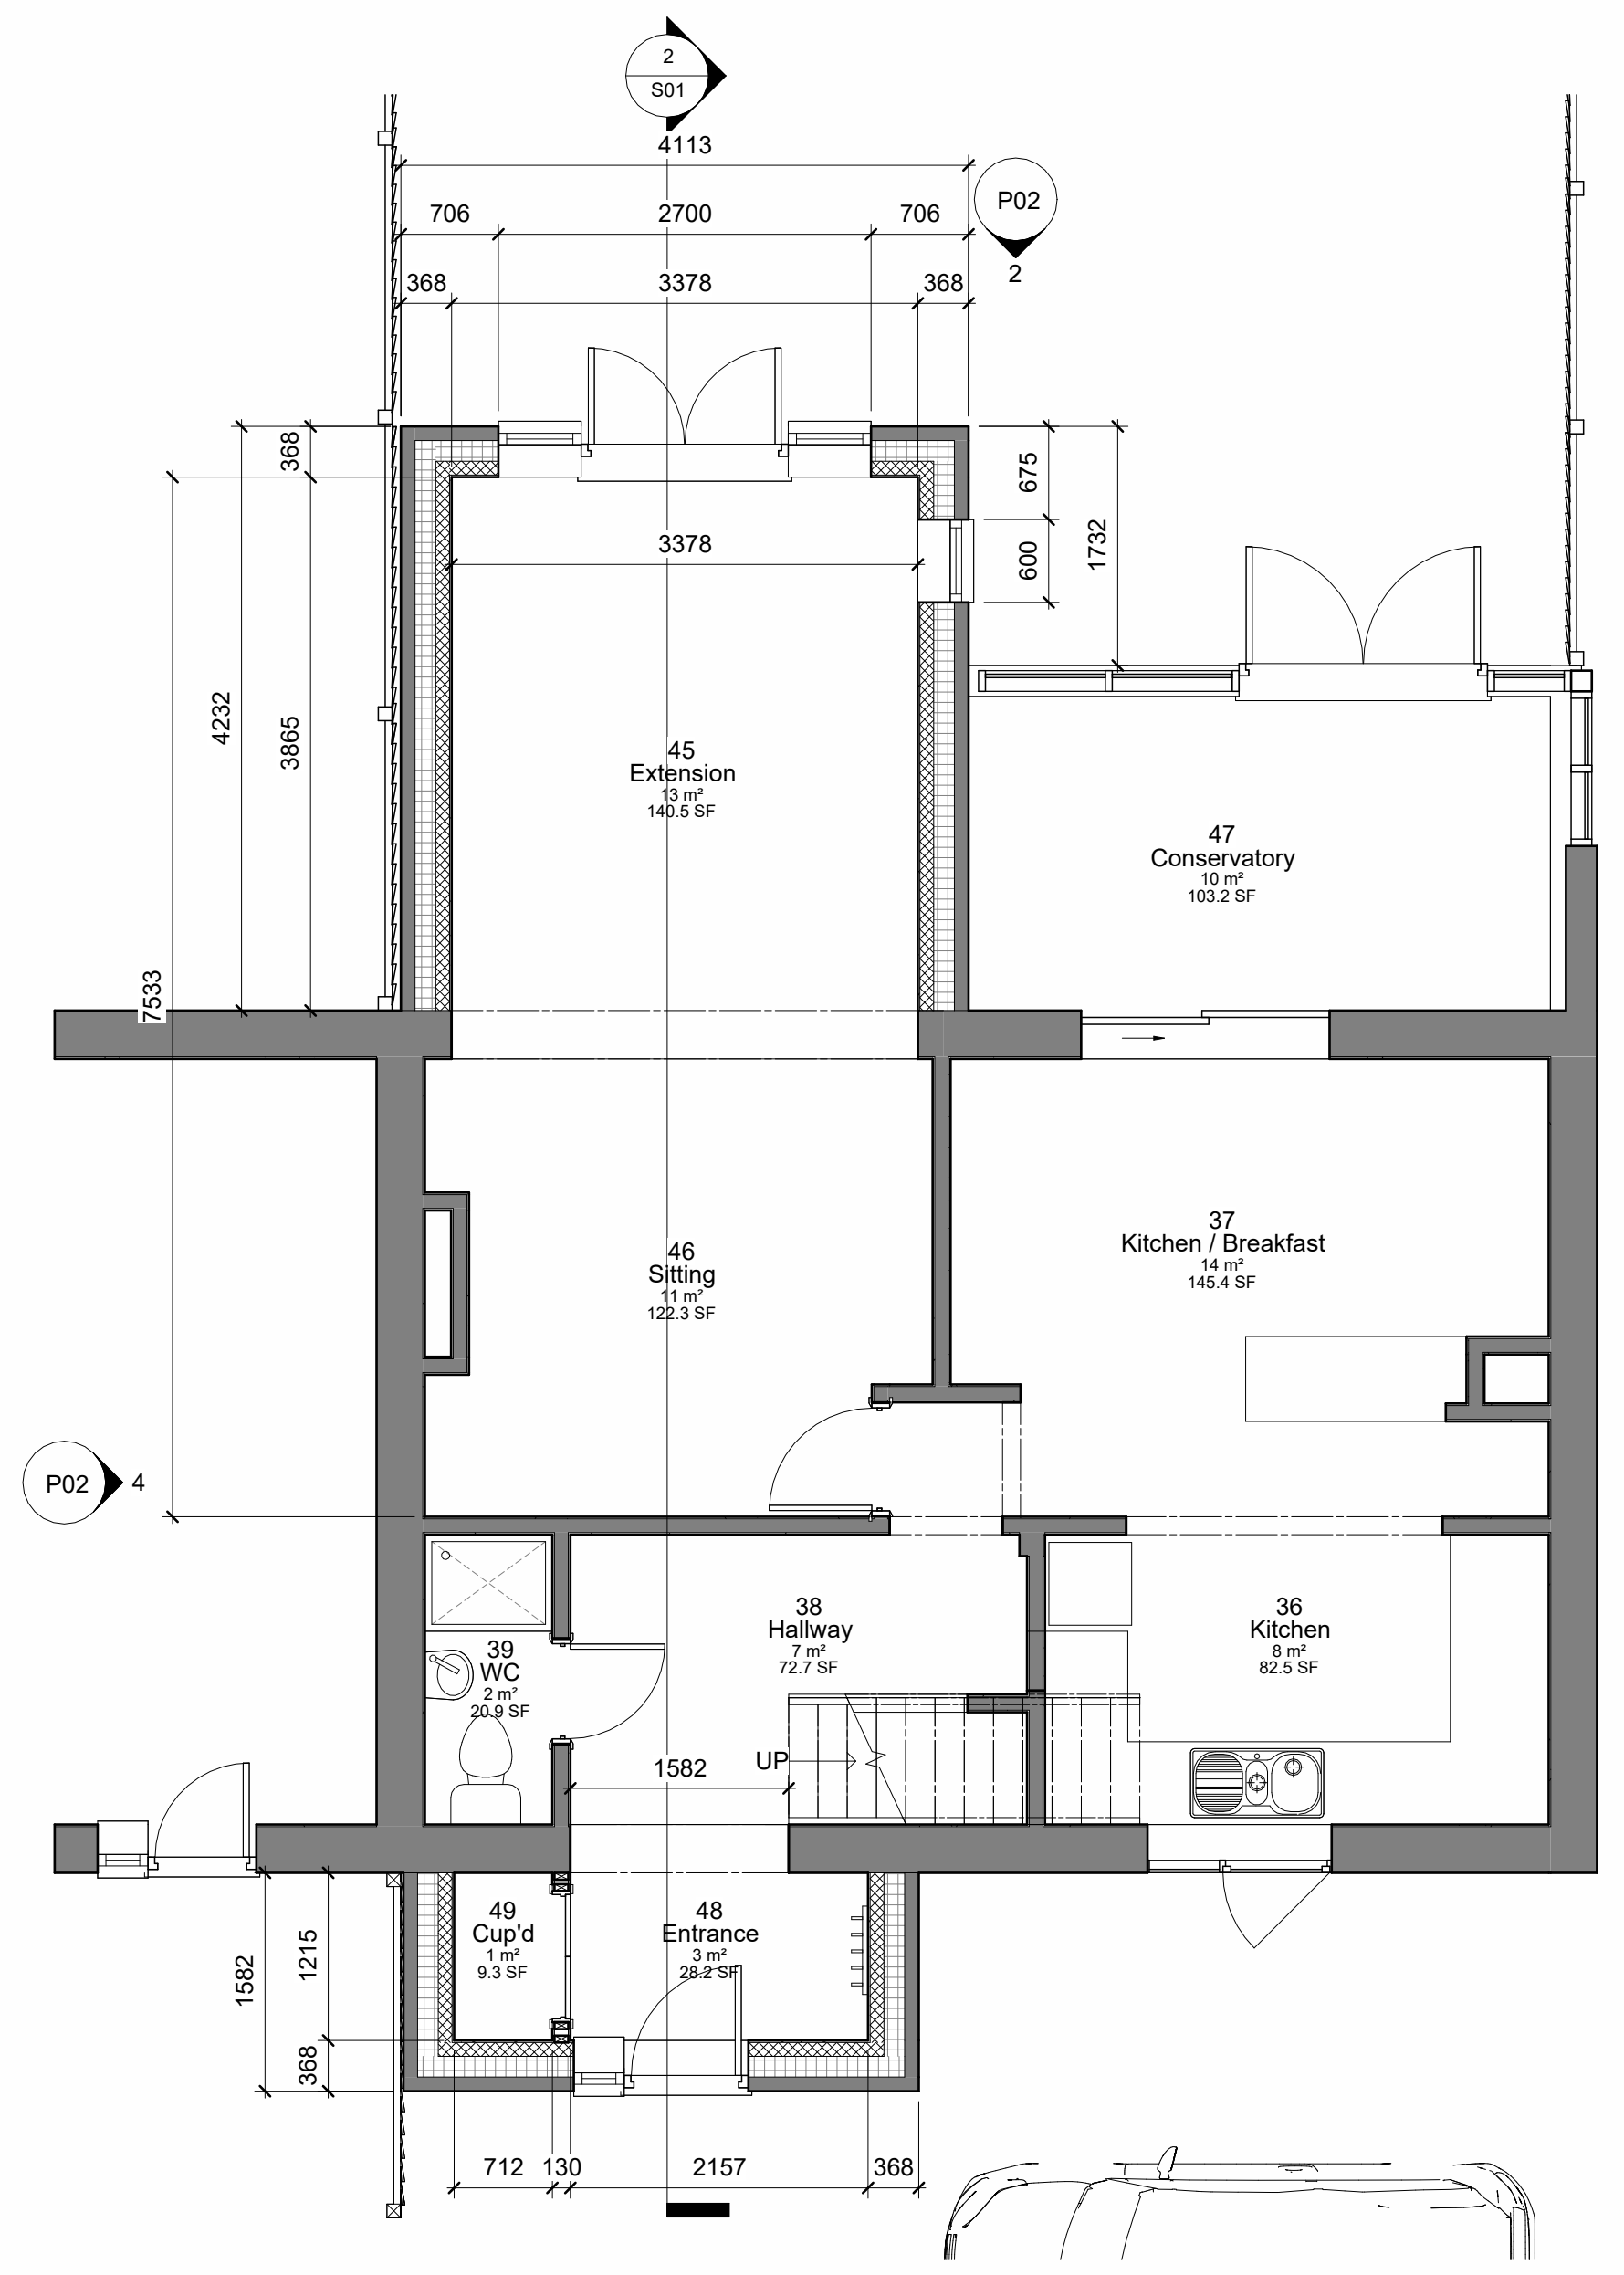 2
S01
4113
P02
2
706
2700
706
368
3378
368
368
675
3378
600
1732
4232
3865
45
Extension
13 m²
140.5 SF
47
Conservatory
10 m²
103.2 SF
7533
37
Kitchen / Breakfast
14 m²
145.4 SF
46
Sitting
11 m²
122.3 SF
P02
4
38
Hallway
7 m²
72.7 SF
36
Kitchen
8 m²
82.5 SF
39
WC
2 m²
20.9 SF
1582
UP
49
Cup'd
1 m²
9.3 SF
48
Entrance
3 m²
28.2 SF
1582
1215
368
712
130
2157
368